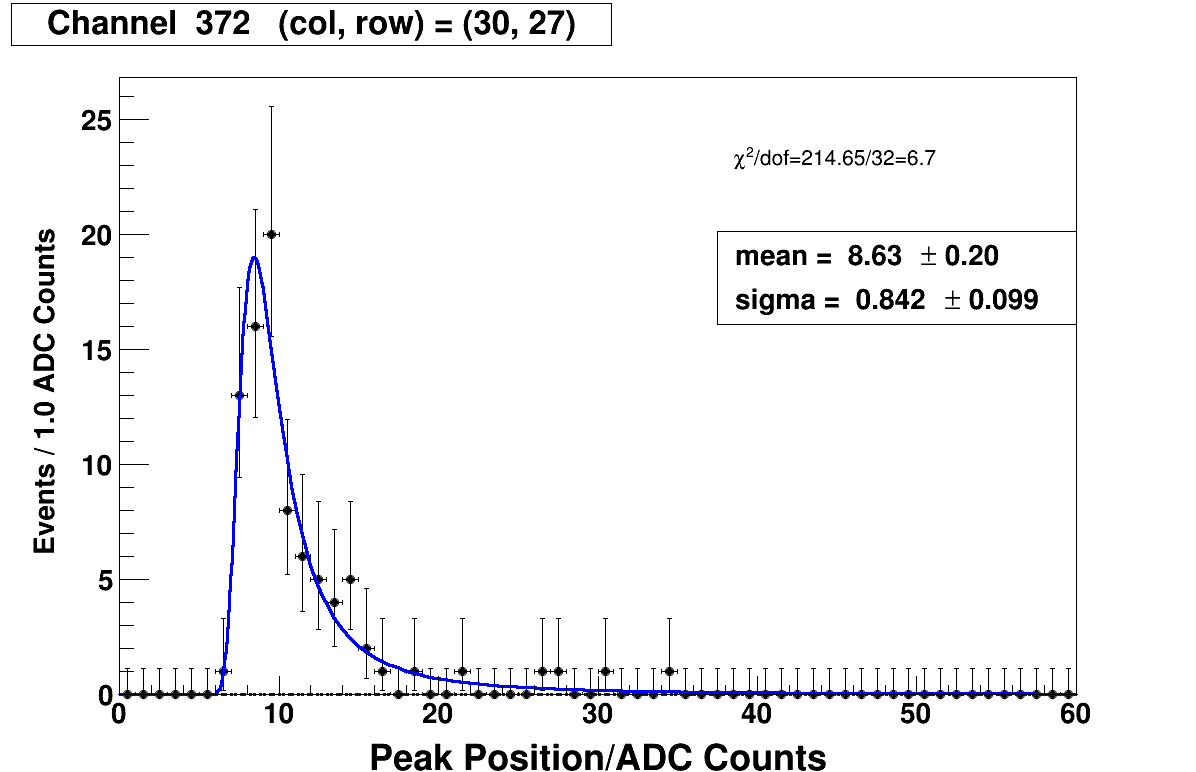 Channel 372 (col, row) = (30, 27)
25
20
15
10
5
0
Events / 1.0 ADC Counts
χ²/dof=214.65/32=6.7
mean = 8.63 ± 0.20
sigma = 0.842 ± 0.099
0 10 20 30 40 50 60
Peak Position/ADC Counts